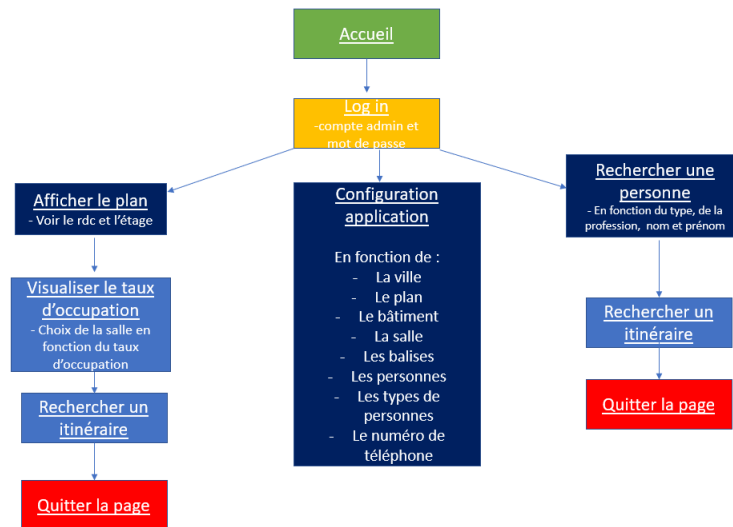 Accueil
Log in
-compte admin et
mot de passe
Afficher le plan
- Voir le rdc et l'étage
Visualiser le taux
d'occupation
- Choix de la salle en
fonction du taux
d'occupation
Rechercher un
itinéraire
Quitter la page
Configuration
application
En fonction de :
- La ville
- Le plan
- Le bâtiment
- La salle
- Les balises
- Les personnes
- Les types de
personnes
- Le numéro de
téléphone
Rechercher une
personne
- En fonction du type, de la
profession, nom et prénom
Rechercher un
itinéraire
Quitter la page